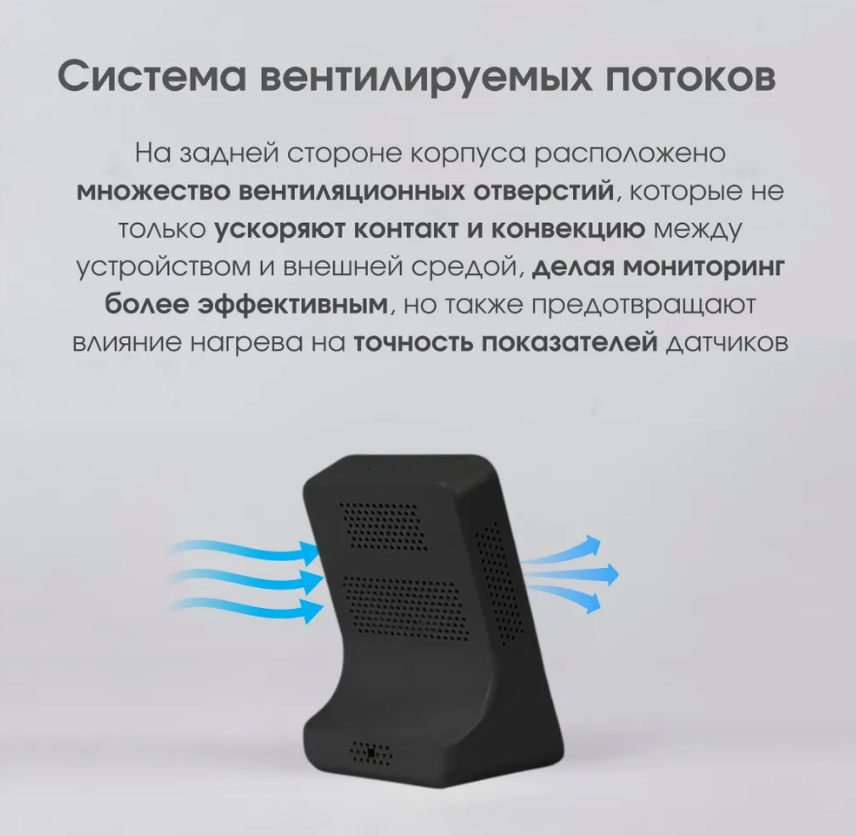 Система вентилируемых потоков
На задней стороне корпуса расположено
множество вентиляционных отверстий, которые не
только ускоряют контакт и конвекцию между
устройством и внешней средой, делая мониторинг
более эффективным, но также предотвращают
влияние нагрева на точность показателей датчиков